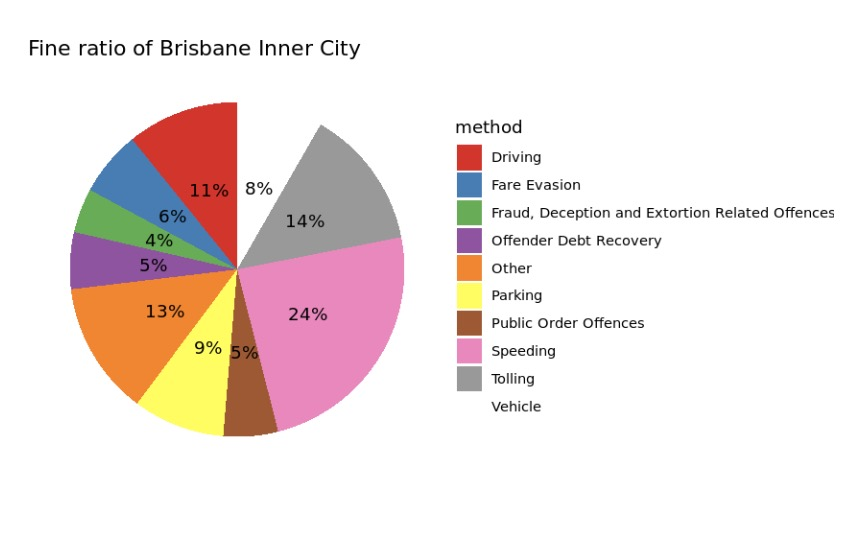 Fine ratio of Brisbane Inner City
11%
8%
6%
14%
4%
5%
13%
24%
9%
5%
method
Driving
Fare Evasion
Fraud, Deception and Extortion Related Offences
Offender Debt Recovery
Other
Parking
Public Order Offences
Speeding
Tolling
Vehicle